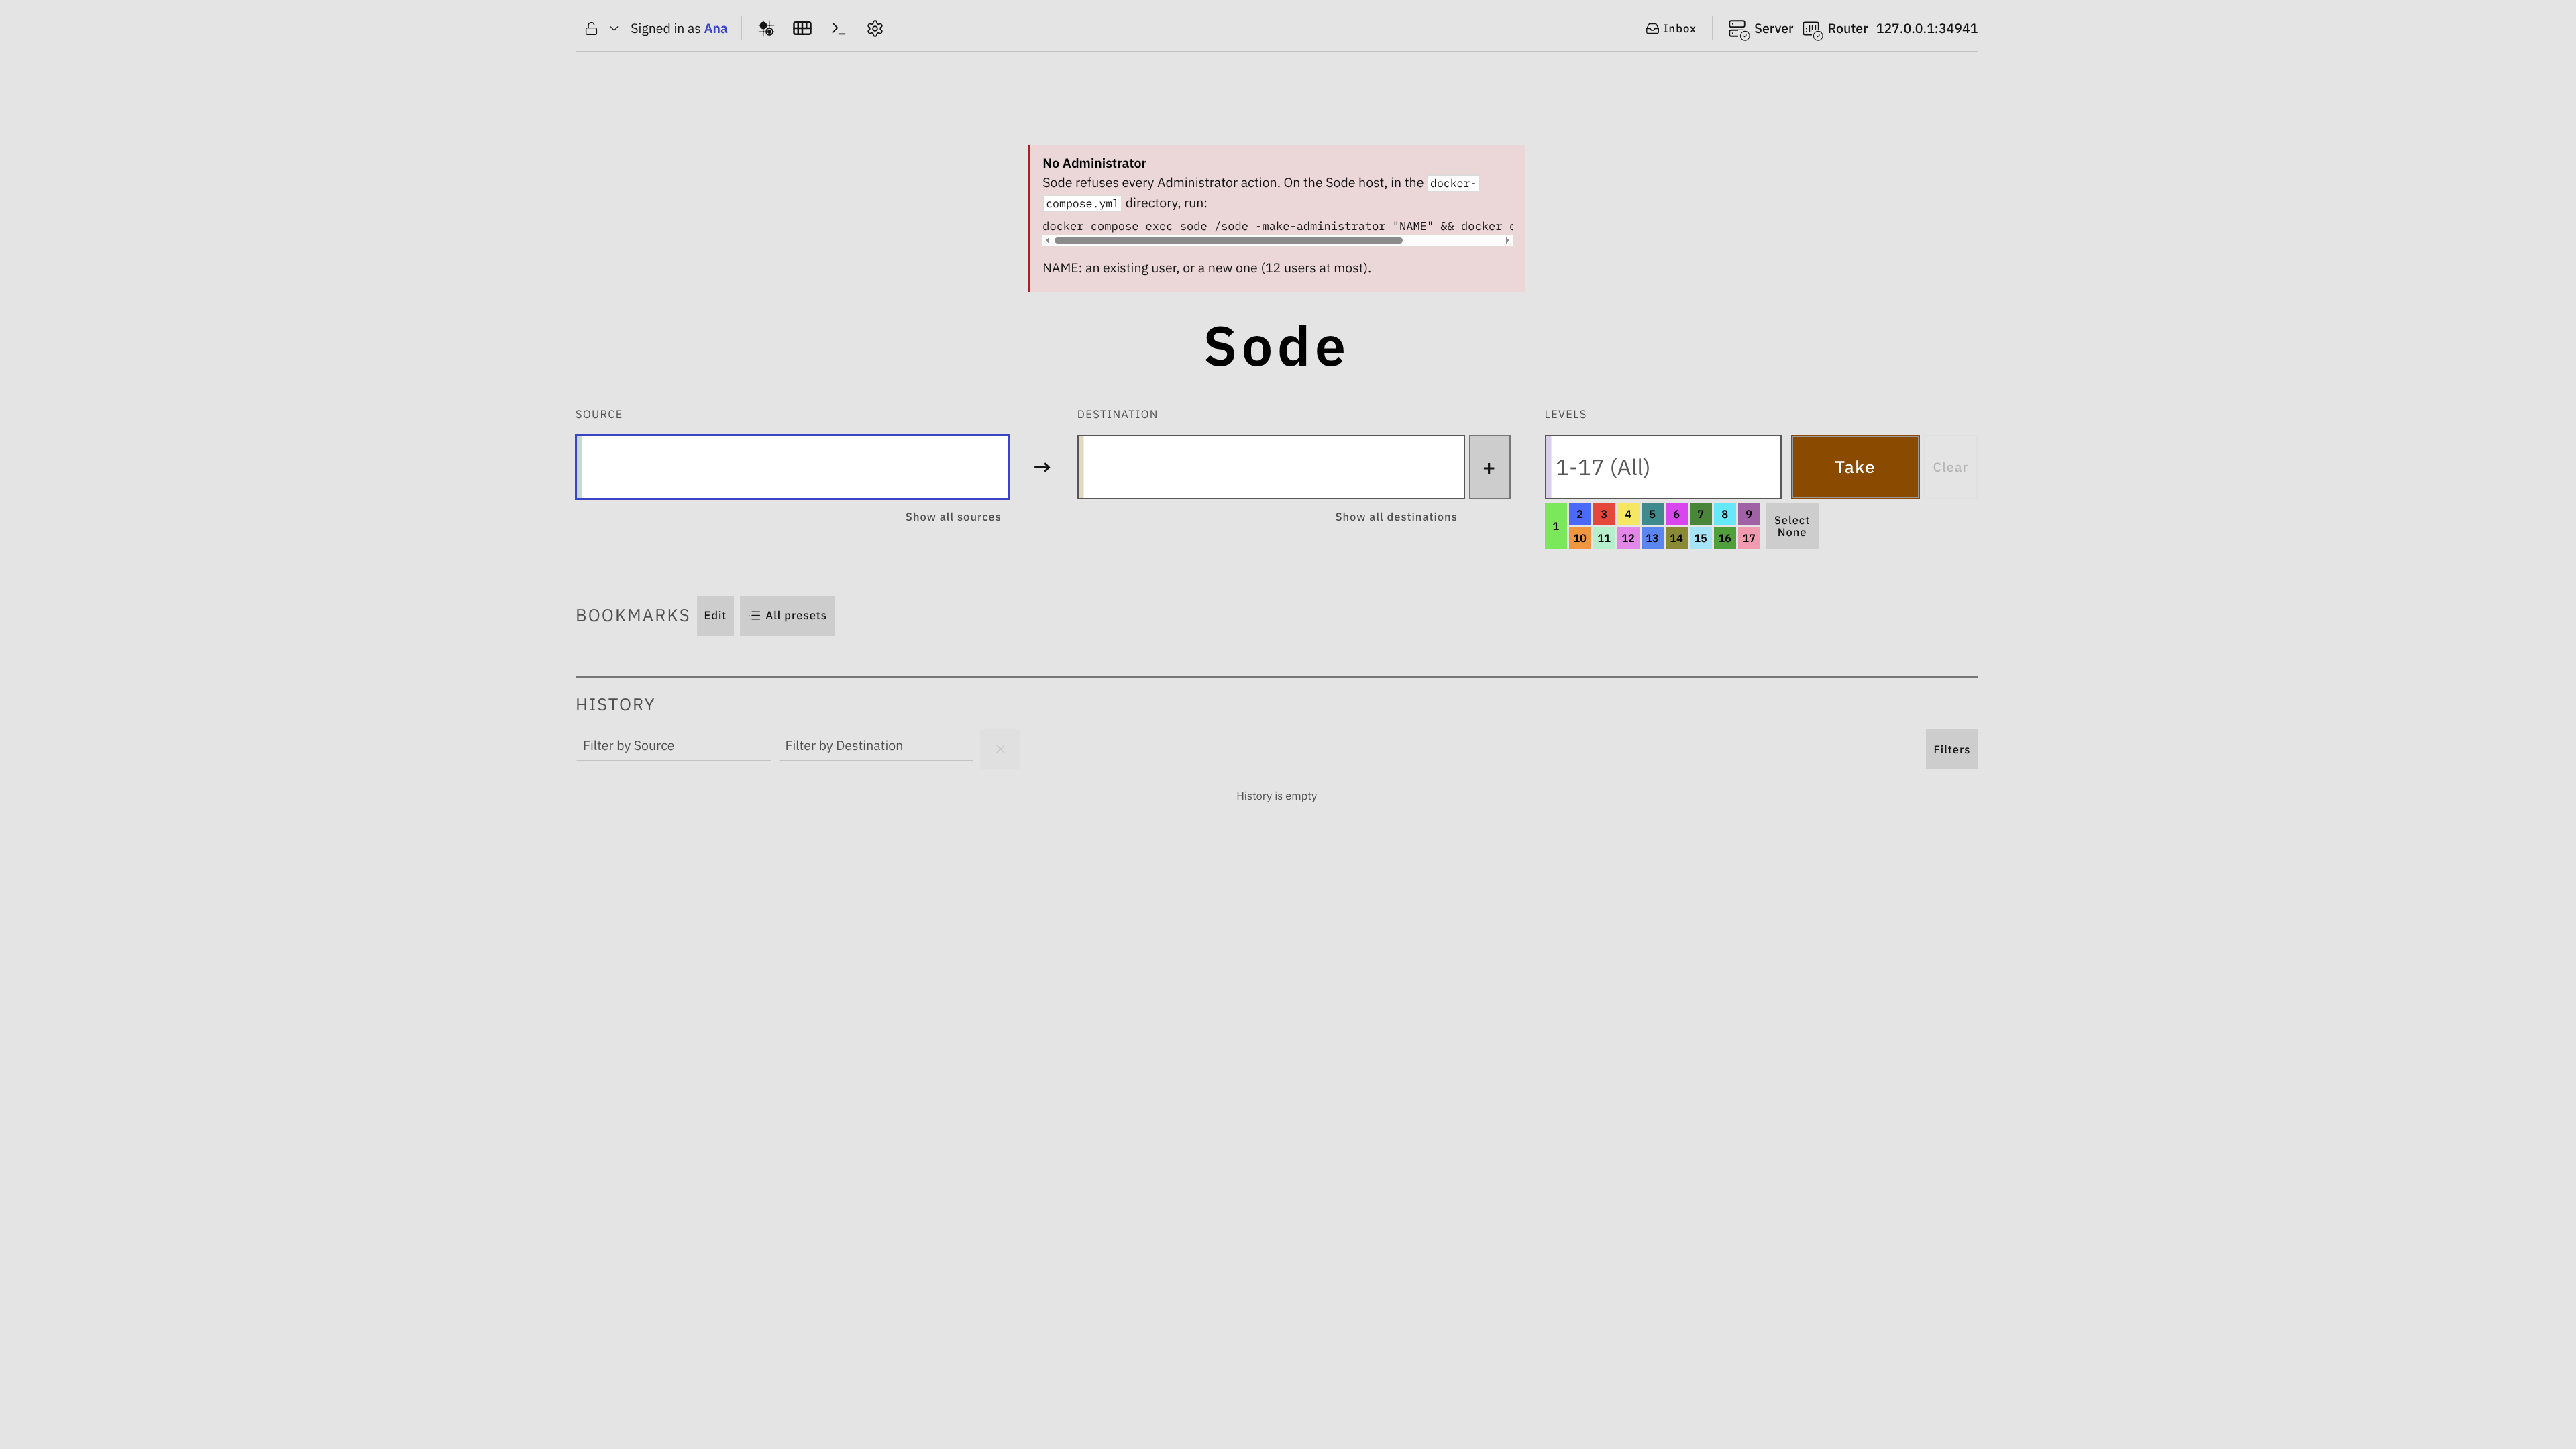 Signed in as Ana
Inbox
Server
Router 127.0.0.1:34941
No Administrator
Sode refuses every Administrator action. On the Sode host, in the docker-
compose.yml directory, run:
docker compose exec sode /sode -make-administrator "NAME" && docker c
NAME: an existing user, or a new one (12 users at most).
Sode
SOURCE
DESTINATION
LEVELS
→
+
1-17 (All)
Take
Clear
Show all sources
Show all destinations
1
2 3 4 5 6 7 8 9
10 11 12 13 14 15 16 17
Select
None
BOOKMARKS
Edit
All presets
HISTORY
Filter by Source
Filter by Destination
Filters
History is empty